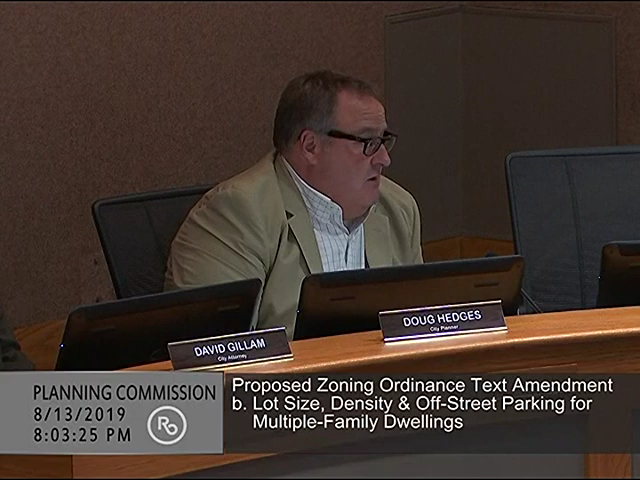 DAVID GILLAM
City Attorney
DOUG HEDGES
City Planner
PLANNING COMMISSION
8/13/2019
8:03:25 PM
RO
Proposed Zoning Ordinance Text Amendment
b. Lot Size, Density & Off-Street Parking for
Multiple-Family Dwellings